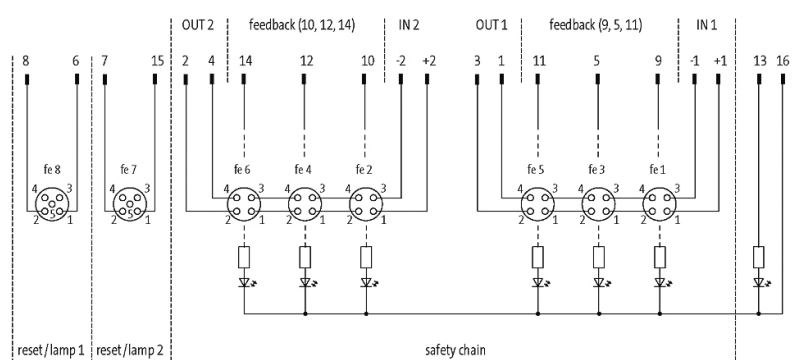 OUT 2 feedback (10, 12, 14) IN 2 OUT 1 feedback (9, 5, 11) IN 1
8 6 7 15 2 4 14 12 10 -2 +2 3 1 11 5 9 -1 +1 13 16
fe 8 fe 7 fe 6 fe 4 fe 2 fe 5 fe 3 fe 1
4 3 4 3 4 3 4 3 4 3 4 3 4 3 4 3
5 5
2 1 2 1 2 1 2 1 2 1 2 1 2 1 2 1
reset/lamp 1 reset/lamp 2 safety chain